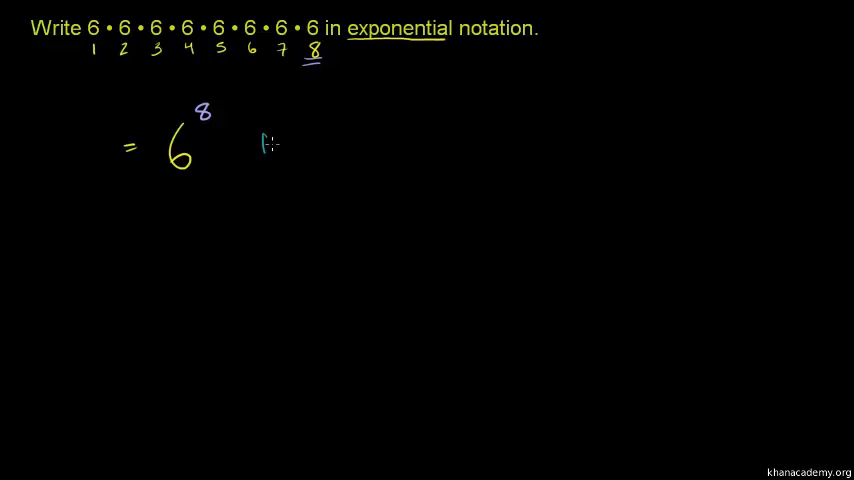 Write 6 • 6 • 6 • 6 • 6 • 6 • 6 • 6 in exponential notation.
1 2 3 4 5 6 7 8
= 6⁸
khanacademy.org